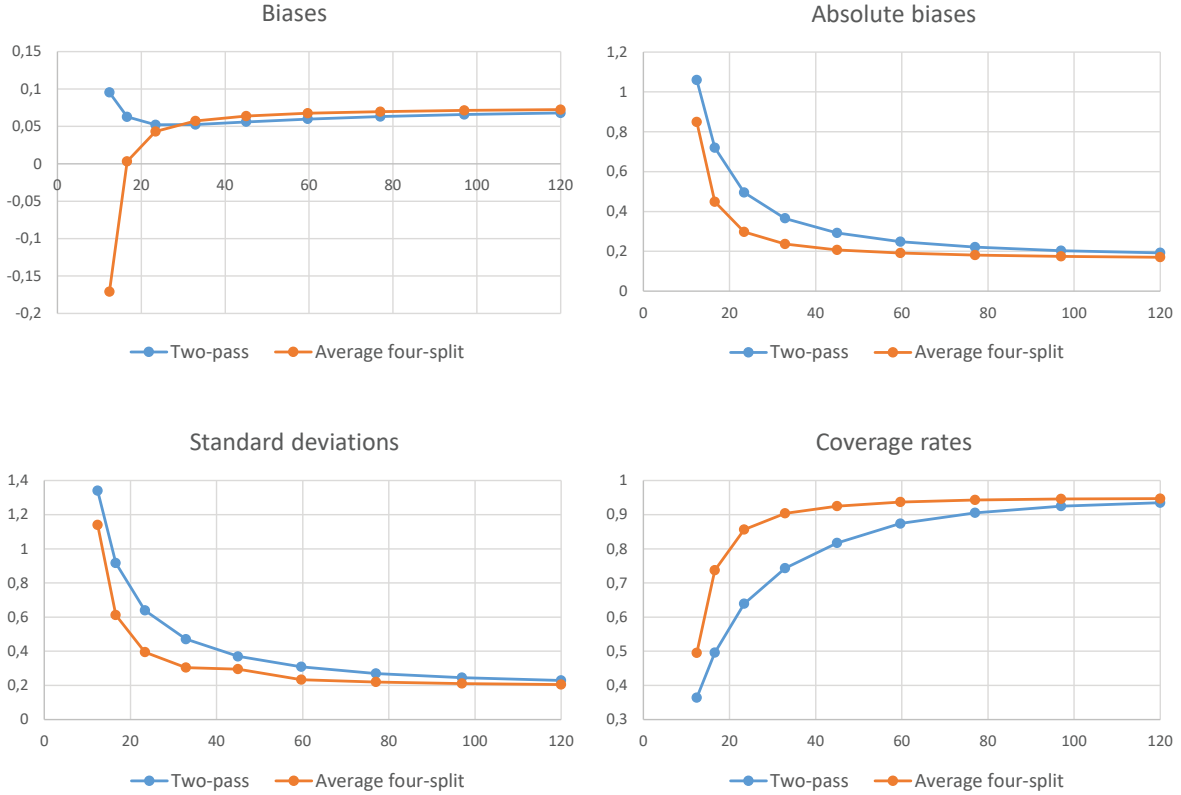 Biases
0,15
0,1
0,05
0
-0,05
-0,1
-0,15
-0,2
0 20 40 60 80 100 120
Two-pass Average four-split
Absolute biases
1,2
1
0,8
0,6
0,4
0,2
0
0 20 40 60 80 100 120
Two-pass Average four-split
Standard deviations
1,4
1,2
1
0,8
0,6
0,4
0,2
0
0 20 40 60 80 100 120
Two-pass Average four-split
Coverage rates
1
0,9
0,8
0,7
0,6
0,5
0,4
0,3
0 20 40 60 80 100 120
Two-pass Average four-split